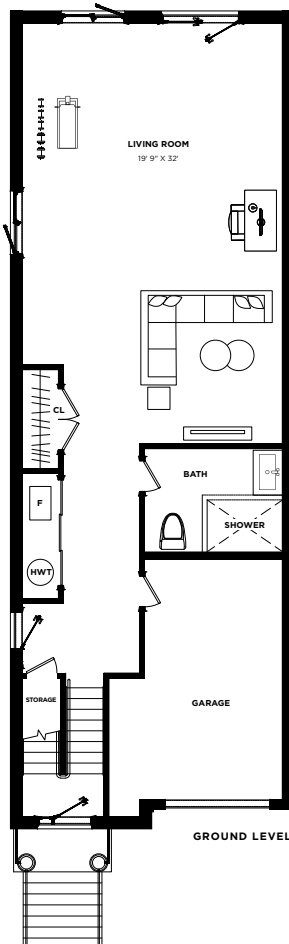 LIVING ROOM
19' 9" X 32'
CL
BATH
F
SHOWER
HWT
STORAGE
GARAGE
GROUND LEVEL